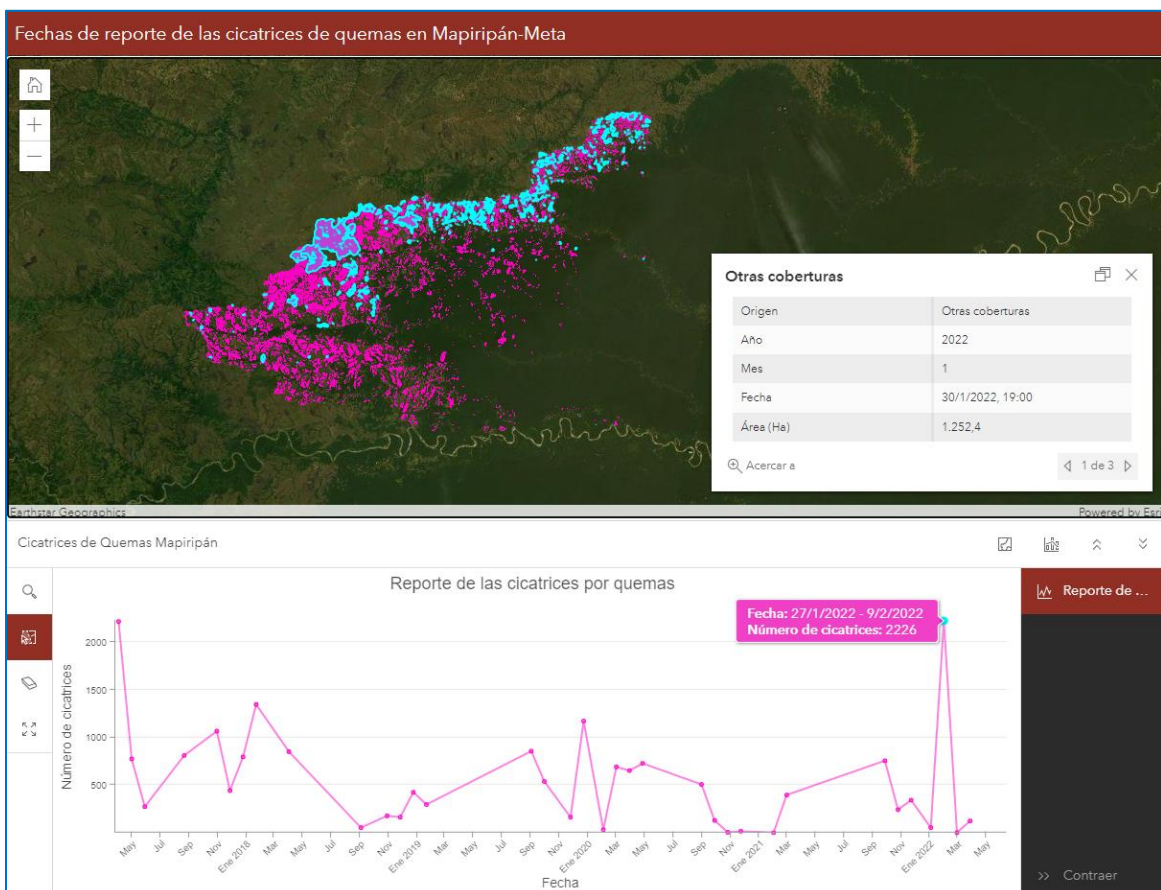 Fechas de reporte de las cicatrices de quemas en Mapiripán-Meta
Otras coberturas
Origen Otras coberturas
Año 2022
Mes 1
Fecha 30/1/2022, 19:00
Área (Ha) 1.252,4
Acercar a 1 de 3
Earthstar Geographics Powered by Esri
Cicatrices de Quemas Mapiripán
Reporte de las cicatrices por quemas
Reporte de ...
Fecha: 27/1/2022 - 9/2/2022
Número de cicatrices: 2226
Número de cicatrices
2000
1500
1000
500
May Jul Sep Nov Ene 2018 Mar May Jul Sep Nov Ene 2019 Mar May Jul Sep Nov Ene 2020 Mar May Jul Sep Nov Ene 2021 Mar May Jul Sep Nov Ene 2022 Mar May
Fecha
Contraer